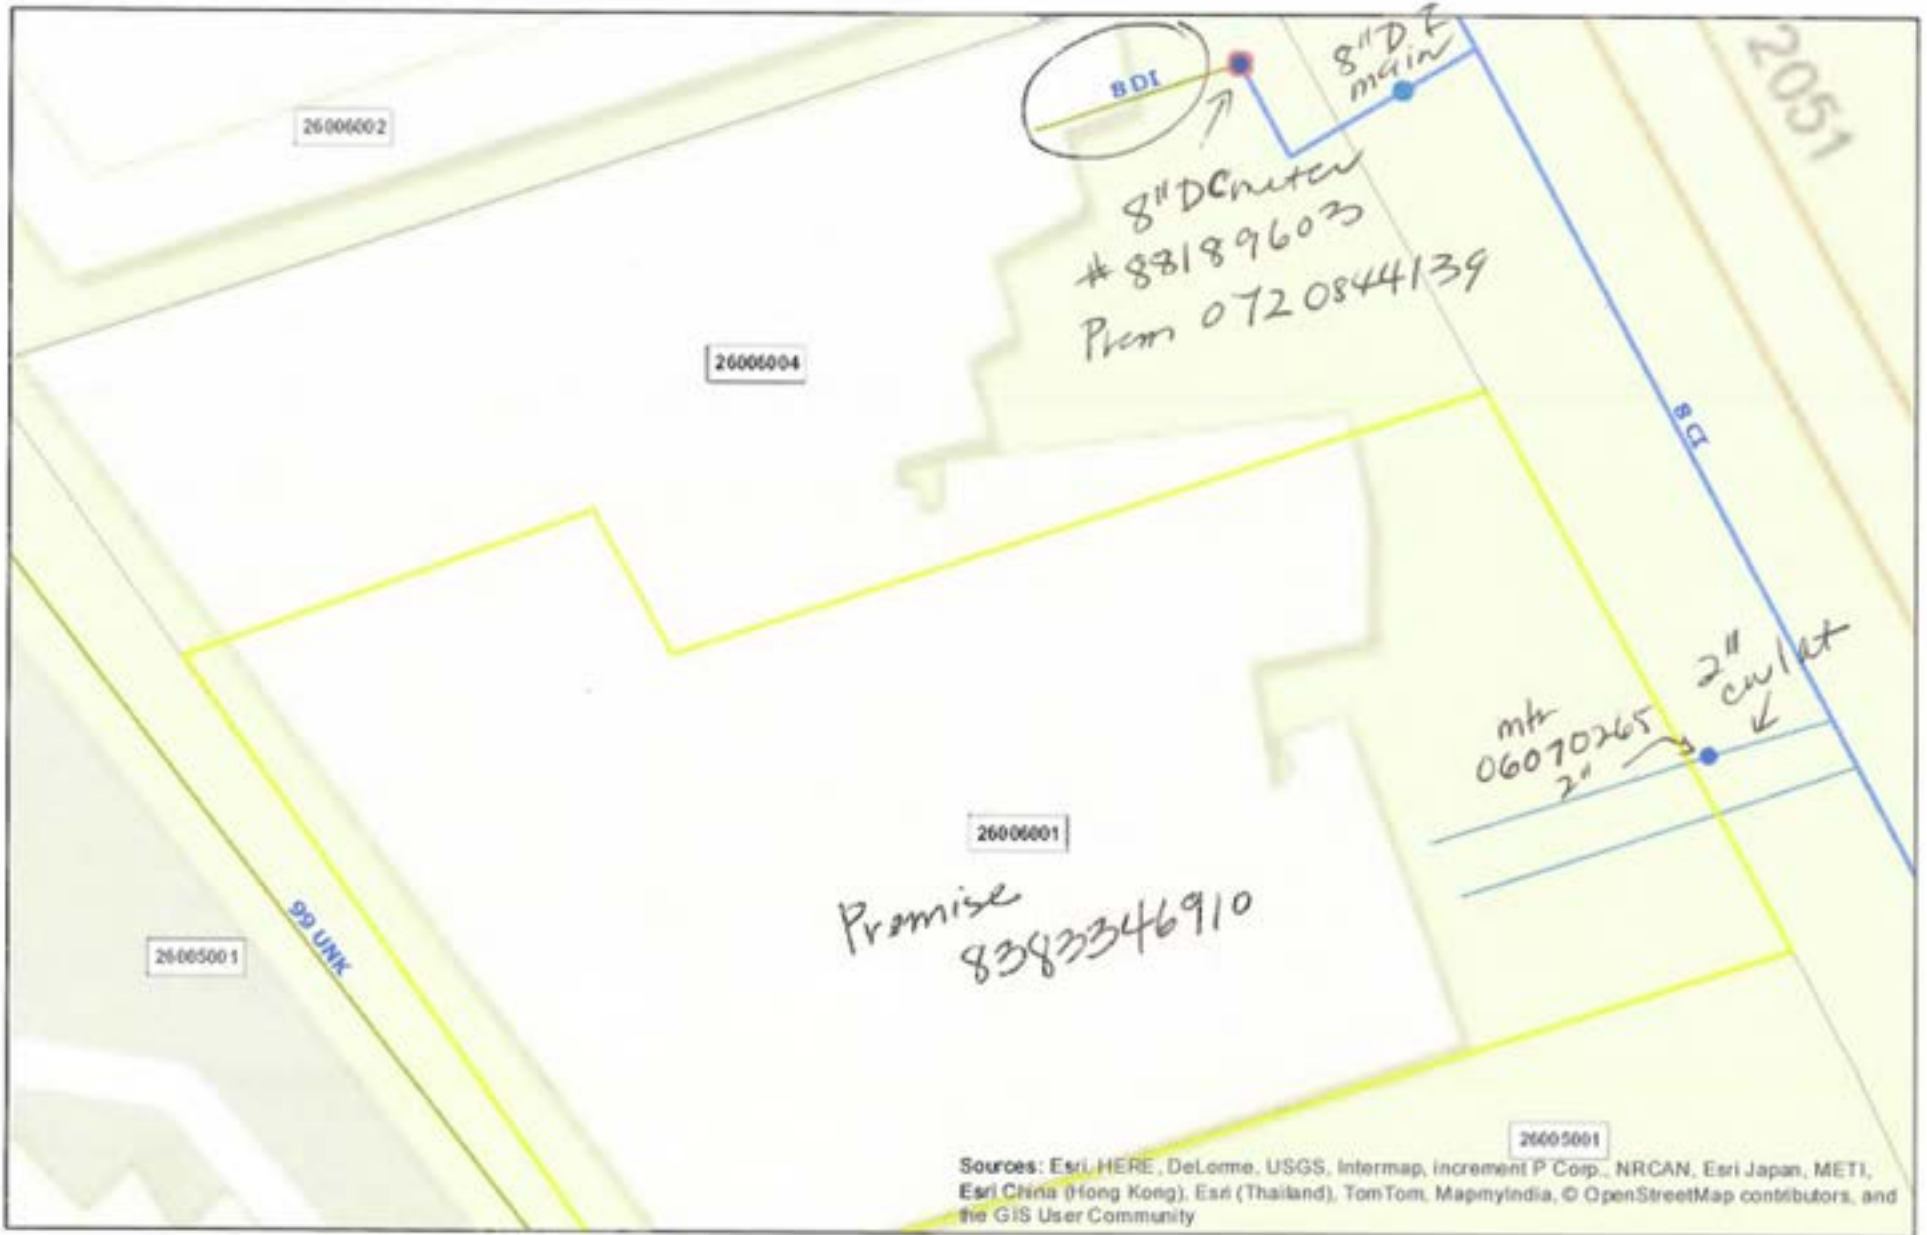 8" D I
main
2051
8 DI
26006002
8" DC meter
# 88189603
Prem 0720844139
26006004
8 CI
2"
cw lat
mtr
06070265
2"
26006001
Premise
8383346910
99 UNK
26005001
26005001
Sources: Esri, HERE, DeLorme, USGS, Intermap, increment P Corp., NRCAN, Esri Japan, METI,
Esri China (Hong Kong), Esri (Thailand), TomTom, MapmyIndia, © OpenStreetMap contributors, and
the GIS User Community